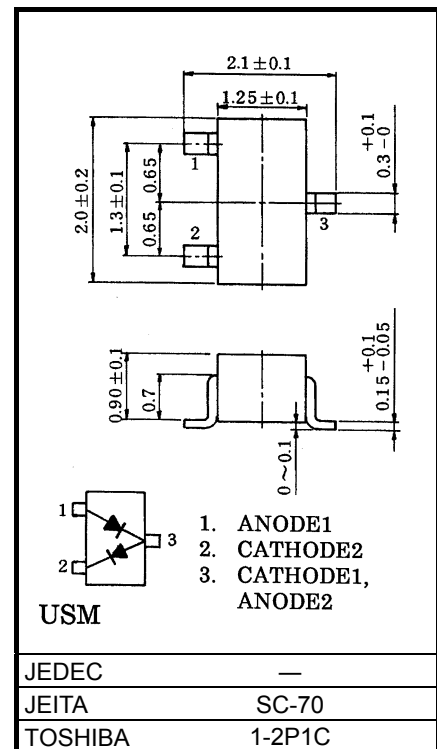 2.1±0.1
1.25±0.1
+0.1
0.3-0
2.0±0.2
1.3±0.1
0.65
0.65
1
2
3
0.90±0.1
0.7
+0.1
0.15-0.05
0~0.1
1
2
3
1. ANODE1
2. CATHODE2
3. CATHODE1,
ANODE2
USM
JEDEC —
JEITA SC-70
TOSHIBA 1-2P1C